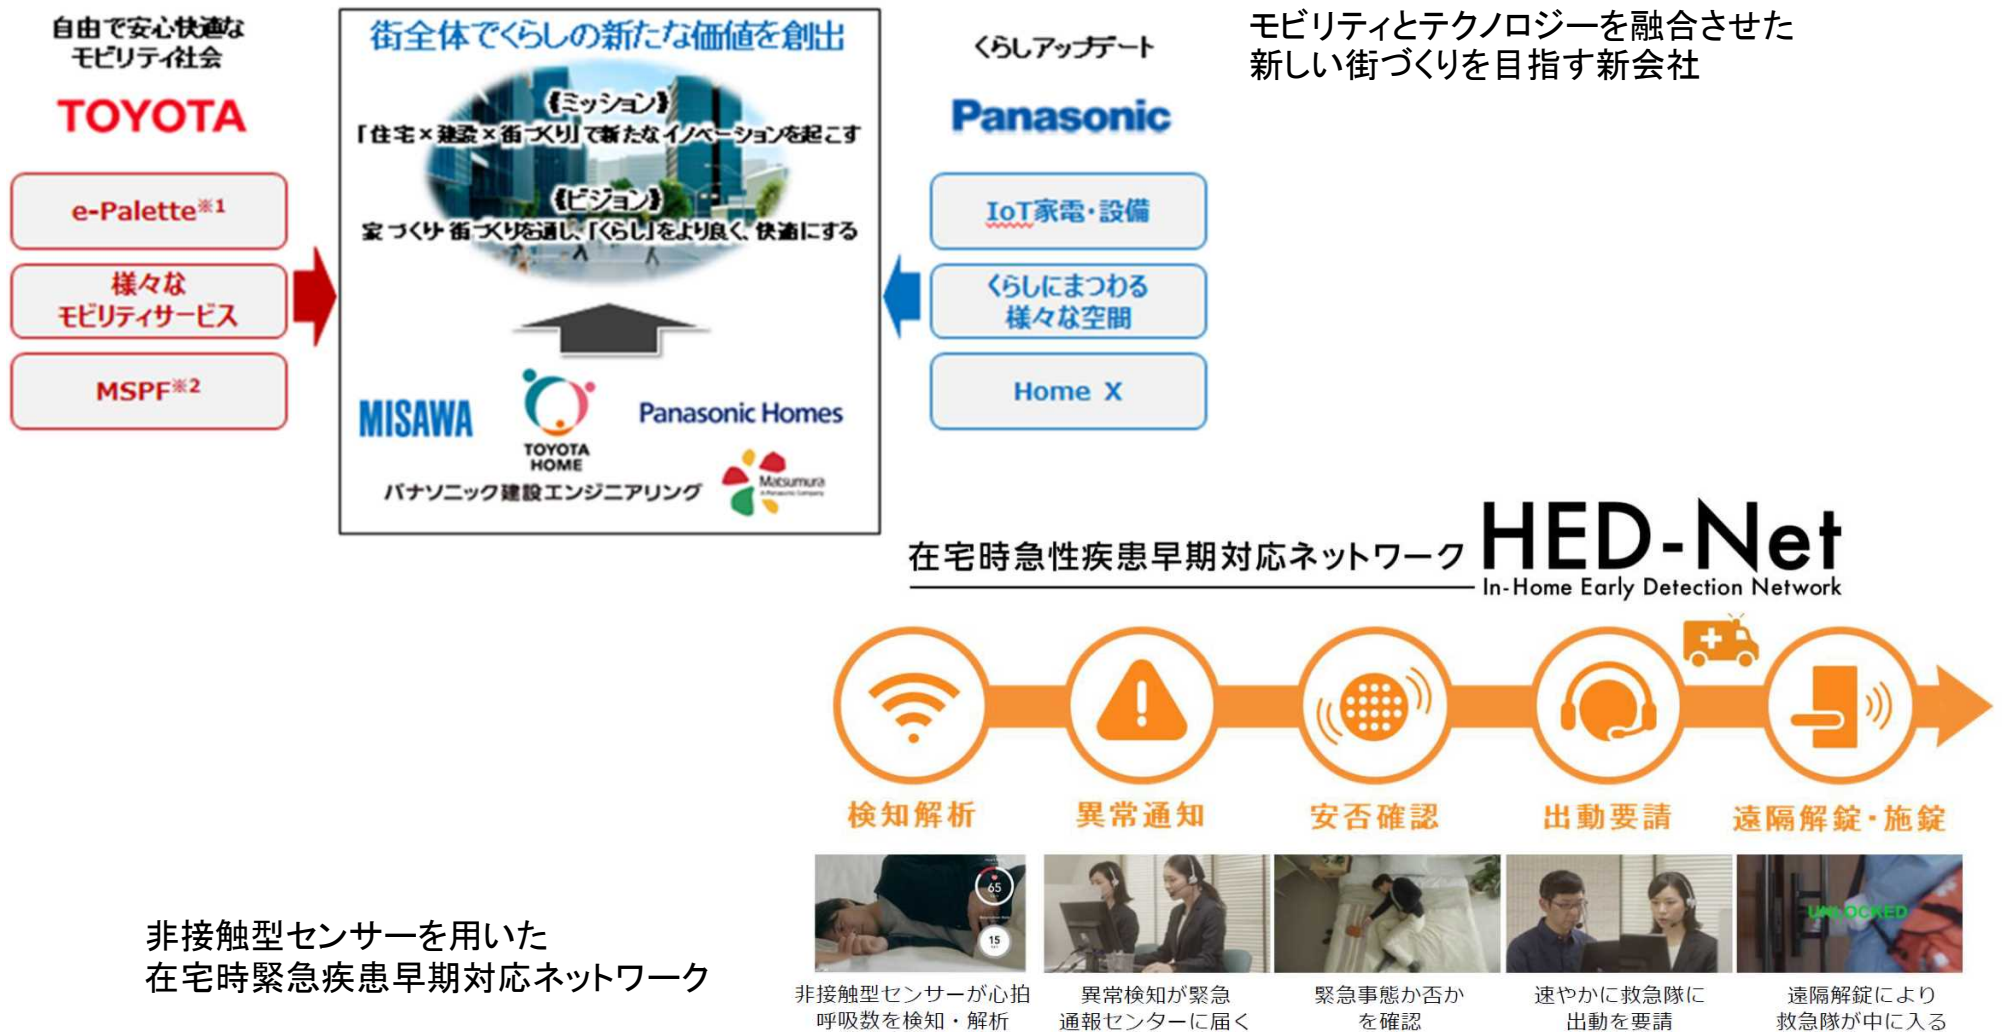 自由で安心快適な
モビリティ社会
TOYOTA
e-Palette※1
様々な
モビリティサービス
MSPF※2
街全体でくらしの新たな価値を創出
《ミッション》
「住宅×建設×街づくり」で新たなイノベーションを起こす
《ビジョン》
家づくり・街づくりを通し、「くらし」をより良く、快適にする
MISAWA
TOYOTA
HOME
Panasonic Homes
パナソニック建設エンジニアリング
Matsumura
A Panasonic Company
くらしアップデート
Panasonic
IoT家電・設備
くらしにまつわる
様々な空間
Home X
モビリティとテクノロジーを融合させた
新しい街づくりを目指す新会社
在宅時急性疾患早期対応ネットワーク HED-Net
In-Home Early Detection Network
検知解析
異常通知
安否確認
出動要請
遠隔解錠・施錠
65
15
UNLOCKED
非接触型センサーが心拍
呼吸数を検知・解析
異常検知が緊急
通報センターに届く
緊急事態か否か
を確認
速やかに救急隊に
出動を要請
遠隔解錠により
救急隊が中に入る
非接触型センサーを用いた
在宅時緊急疾患早期対応ネットワーク